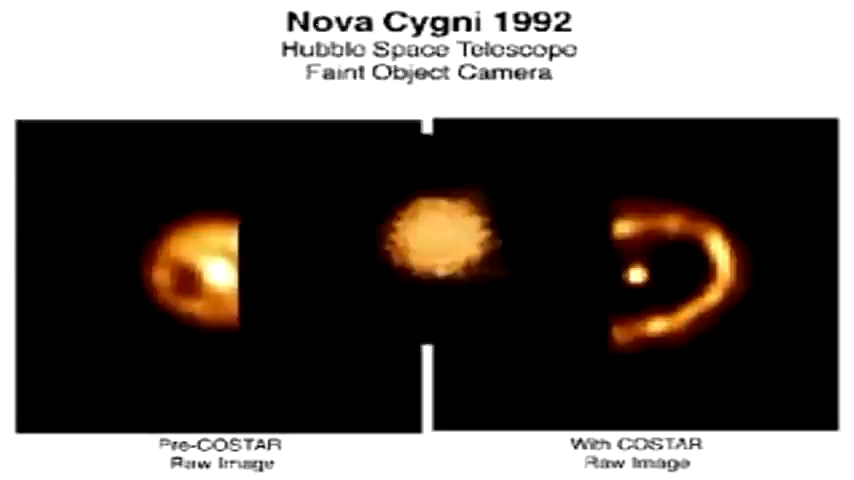 Nova Cygni 1992
Hubble Space Telescope
Faint Object Camera
Pre-COSTAR
Raw Image
With COSTAR
Raw Image